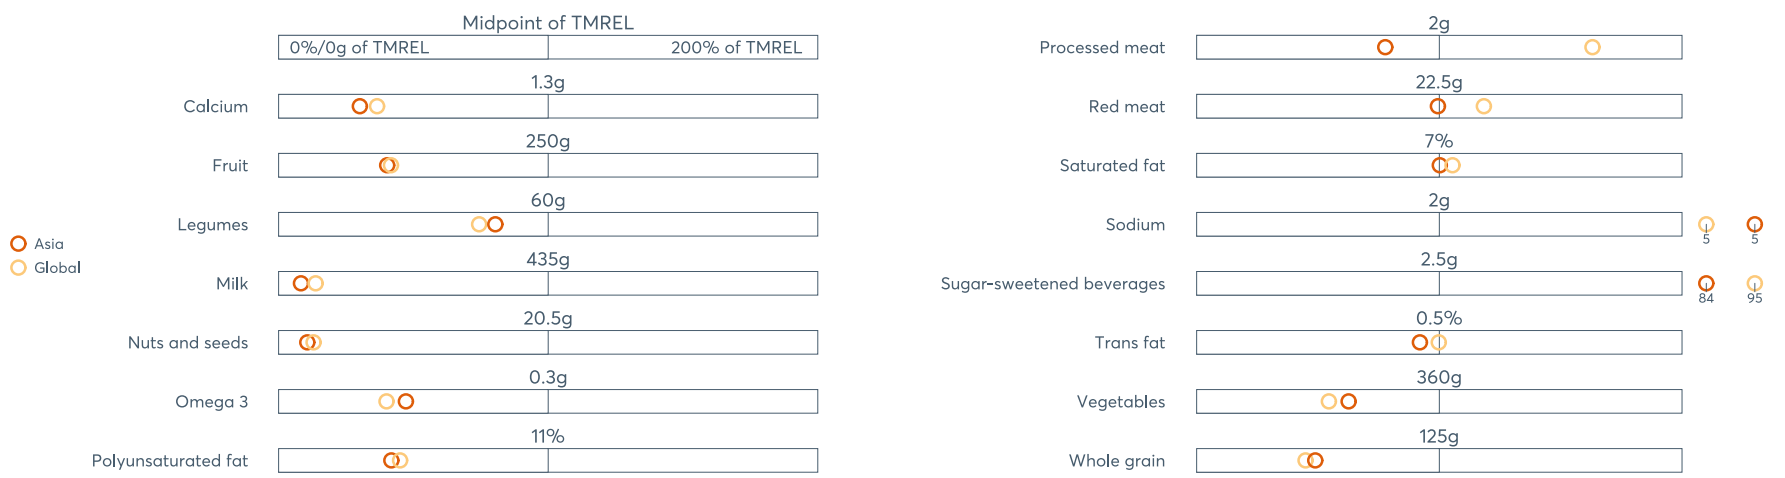 Midpoint of TMREL
0%/0g of TMREL 200% of TMREL
1.3g
Calcium
250g
Fruit
60g
Legumes
435g
Milk
20.5g
Nuts and seeds
0.3g
Omega 3
11%
Polyunsaturated fat
Asia
Global
2g
Processed meat
22.5g
Red meat
7%
Saturated fat
2g
Sodium
5 5
2.5g
Sugar-sweetened beverages
84 95
0.5%
Trans fat
360g
Vegetables
125g
Whole grain